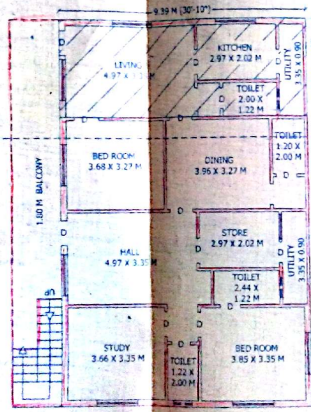 9.39 M (30'-10")
LIVING
4.97 X
KITCHEN
2.97 X 2.02 M
UTILITY
3.35 X 0.90
TOILET
2.00 X
1.22 M
TOILET
1.20 X
2.00 M
BED ROOM
3.68 X 3.27 M
DINING
3.96 X 3.27 M
1.80 M BALCONY
STORE
2.97 X 2.02 M
HALL
4.97 X 3.35 M
UTILITY
3.35 X 0.90
TOILET
2.44 X
1.22 M
UP
STUDY
3.66 X 3.35 M
TOILET
1.22 X
2.00 M
BED ROOM
3.85 X 3.35 M
D
D
D
D
D
D
D
D
D
D
D